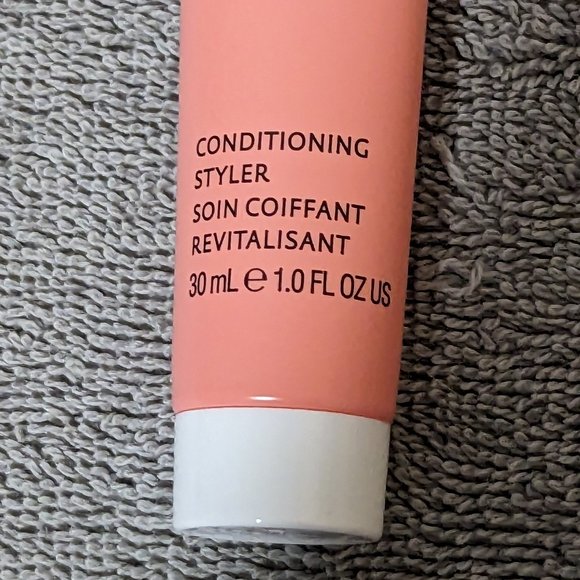 CONDITIONING
STYLER
SOIN COIFFANT
REVITALISANT
30 mL ℮ 1.0 FL OZ US